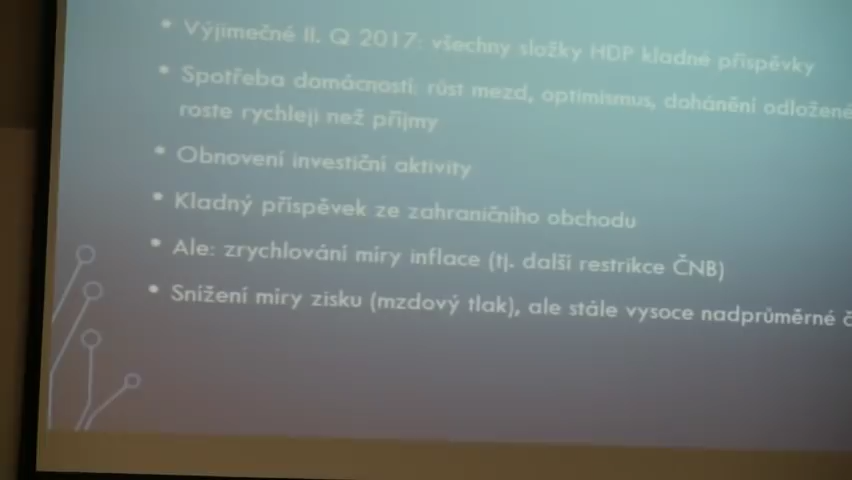 • Výjimečné II. Q 2017: všechny složky HDP kladné příspěvky
• Spotřeba domácností: růst mezd, optimismus, dohánění odložené
roste rychleji než příjmy
• Obnovení investiční aktivity
• Kladný příspěvek ze zahraničního obchodu
• Ale: zrychlování míry inflace (tj. další restrikce ČNB)
• Snížení míry zisku (mzdový tlak), ale stále vysoce nadprůměrné č